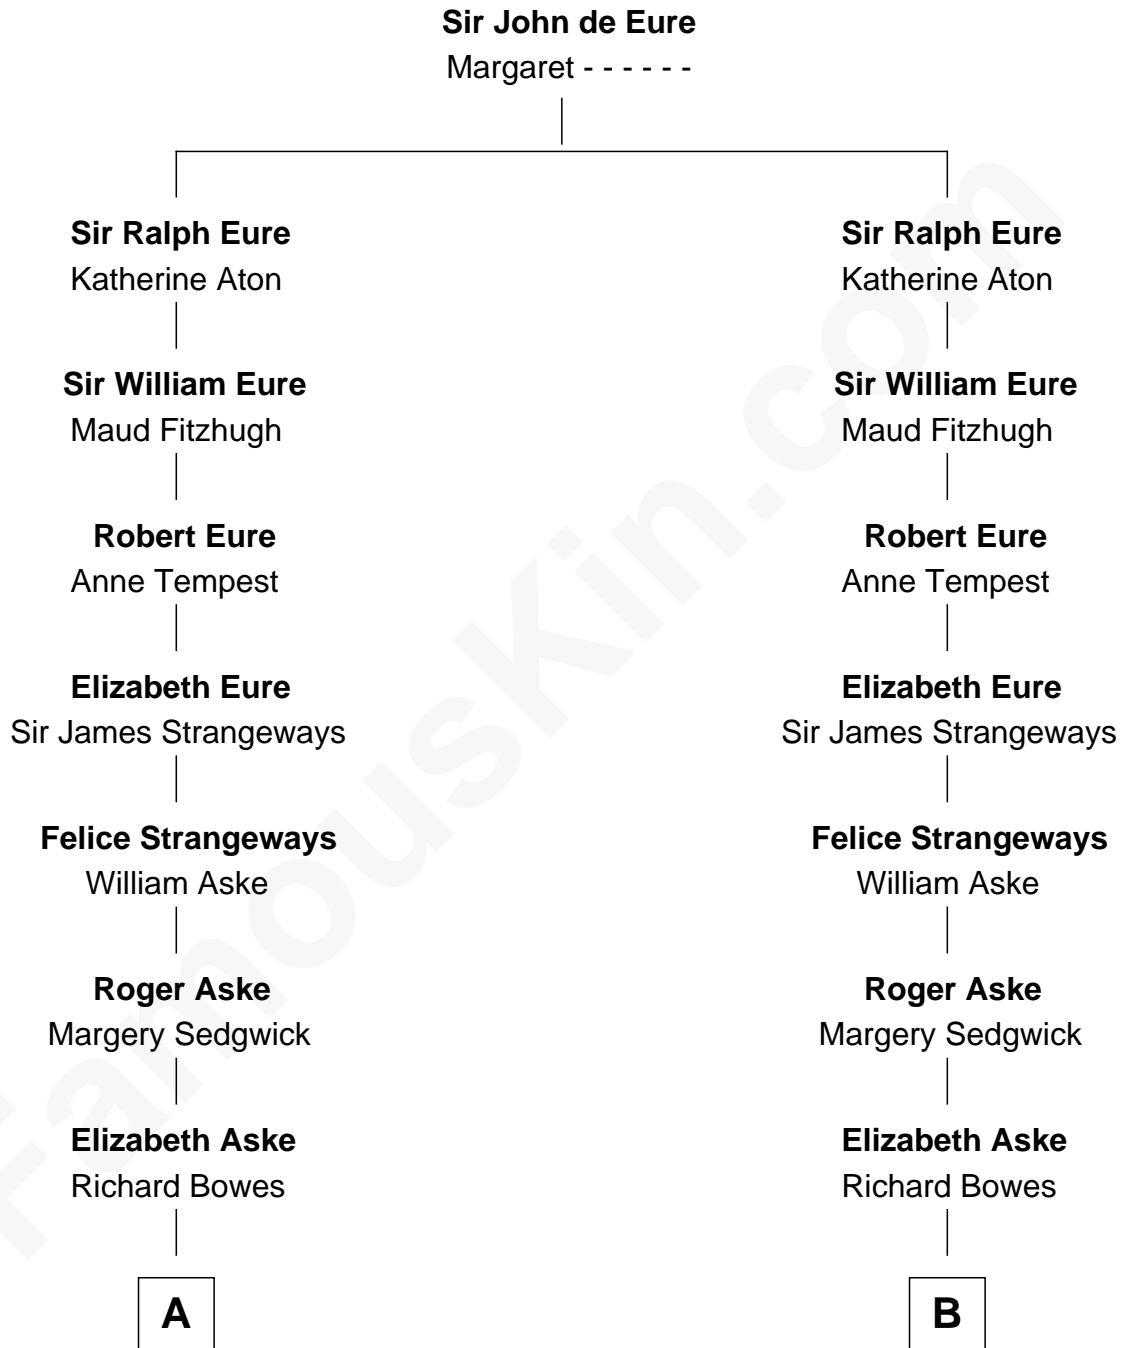 Sir John de Eure
Margaret - - - - - -
Sir Ralph Eure
Katherine Aton
Sir William Eure
Maud Fitzhugh
Robert Eure
Anne Tempest
Elizabeth Eure
Sir James Strangeways
Felice Strangeways
William Aske
Roger Aske
Margery Sedgwick
Elizabeth Aske
Richard Bowes
A
Sir Ralph Eure
Katherine Aton
Sir William Eure
Maud Fitzhugh
Robert Eure
Anne Tempest
Elizabeth Eure
Sir James Strangeways
Felice Strangeways
William Aske
Roger Aske
Margery Sedgwick
Elizabeth Aske
Richard Bowes
B
FamousKin.com